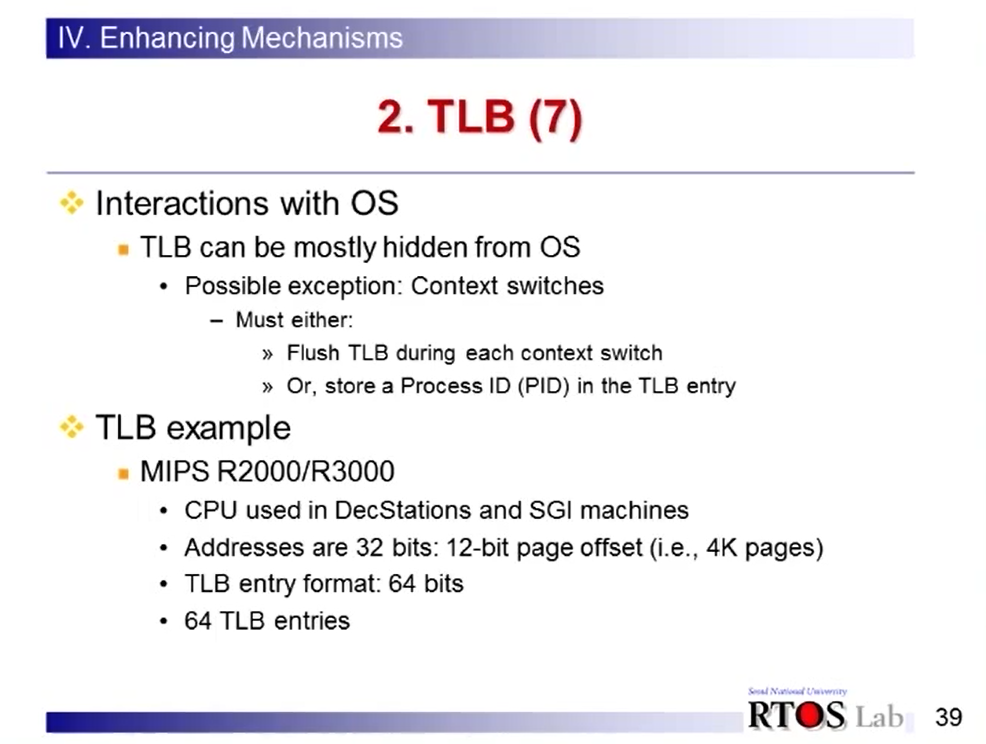 IV. Enhancing Mechanisms
2. TLB (7)
Interactions with OS
TLB can be mostly hidden from OS
• Possible exception: Context switches
– Must either:
» Flush TLB during each context switch
» Or, store a Process ID (PID) in the TLB entry
TLB example
MIPS R2000/R3000
• CPU used in DecStations and SGI machines
• Addresses are 32 bits: 12-bit page offset (i.e., 4K pages)
• TLB entry format: 64 bits
• 64 TLB entries
Seoul National University
RTOS Lab
39